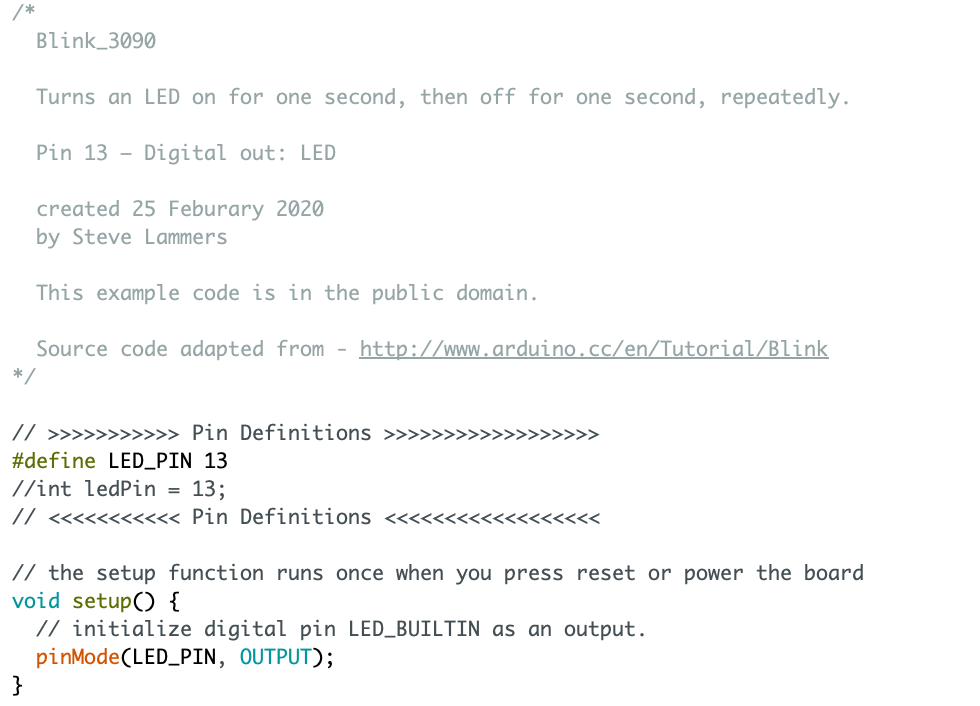 /*
Blink_3090
Turns an LED on for one second, then off for one second, repeatedly.
Pin 13 – Digital out: LED
created 25 Feburary 2020
by Steve Lammers
This example code is in the public domain.
Source code adapted from - http://www.arduino.cc/en/Tutorial/Blink
*/
// >>>>>>>>>>> Pin Definitions >>>>>>>>>>>>>>>>>>
#define LED_PIN 13
//int ledPin = 13;
// <<<<<<<<<<< Pin Definitions <<<<<<<<<<<<<<<<<<
// the setup function runs once when you press reset or power the board
void setup() {
// initialize digital pin LED_BUILTIN as an output.
pinMode(LED_PIN, OUTPUT);
}